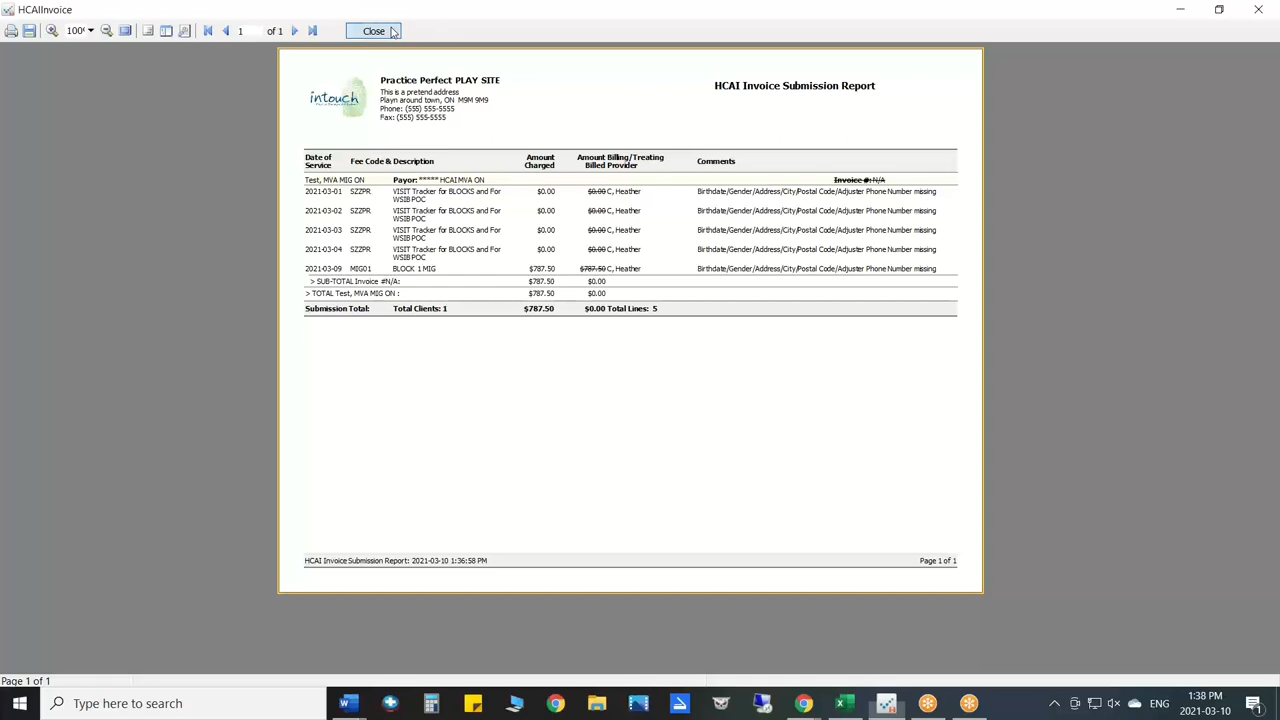 HCAIInvoice
100% 1 of 1 Close
intouch
Practice Perfect PLAY SITE
This is a pretend address
Playn around town, ON M9M 9M9
Phone: (555) 555-5555
Fax: (555) 555-5555
HCAI Invoice Submission Report
Date of Service Fee Code & Description Amount Charged Amount Billed Billing/Treating Provider Comments
Test, MVA MIG ON Payor: ***** HCAI MVA ON Invoice #: N/A
2021-03-01 SZZPR VISIT Tracker for BLOCKS and For $0.00 $0.00 C, Heather Birthdate/Gender/Address/City/Postal Code/Adjuster Phone Number missing
WSIB POC
2021-03-02 SZZPR VISIT Tracker for BLOCKS and For $0.00 $0.00 C, Heather Birthdate/Gender/Address/City/Postal Code/Adjuster Phone Number missing
WSIB POC
2021-03-03 SZZPR VISIT Tracker for BLOCKS and For $0.00 $0.00 C, Heather Birthdate/Gender/Address/City/Postal Code/Adjuster Phone Number missing
WSIB POC
2021-03-04 SZZPR VISIT Tracker for BLOCKS and For $0.00 $0.00 C, Heather Birthdate/Gender/Address/City/Postal Code/Adjuster Phone Number missing
WSIB POC
2021-03-09 MIG01 BLOCK 1 MIG $787.50 $787.50 C, Heather Birthdate/Gender/Address/City/Postal Code/Adjuster Phone Number missing
> SUB-TOTAL Invoice #N/A: $787.50 $0.00
> TOTAL Test, MVA MIG ON : $787.50 $0.00
Submission Total: Total Clients: 1 $787.50 $0.00 Total Lines: 5
HCAI Invoice Submission Report: 2021-03-10 1:36:58 PM Page 1 of 1
Page 1 of 1
Type here to search
ENG
1:38 PM
2021-03-10